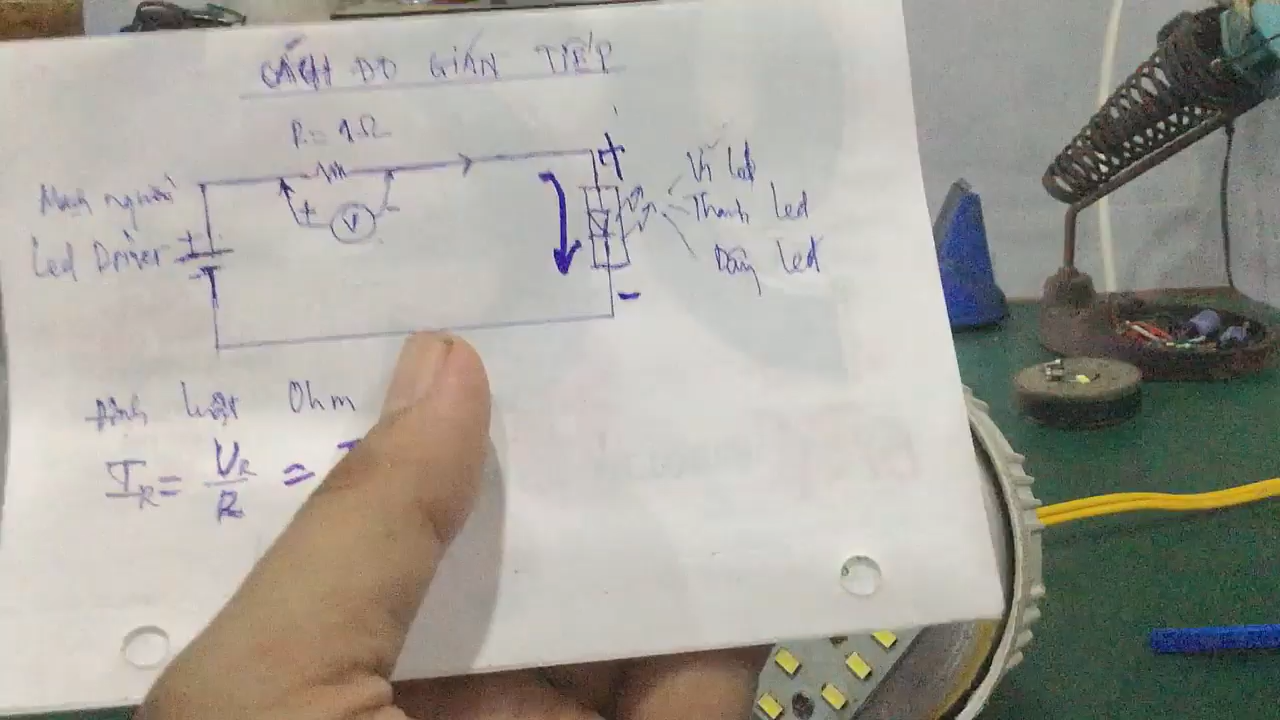 CÁCH ĐO GIÁN TIẾP
R = 1Ω
+ V -
Mạch nguồn
Led Driver
+
-
+
-
Vỉ led
Thanh led
Dây led
Định luật Ohm
I_R = V_R / R =